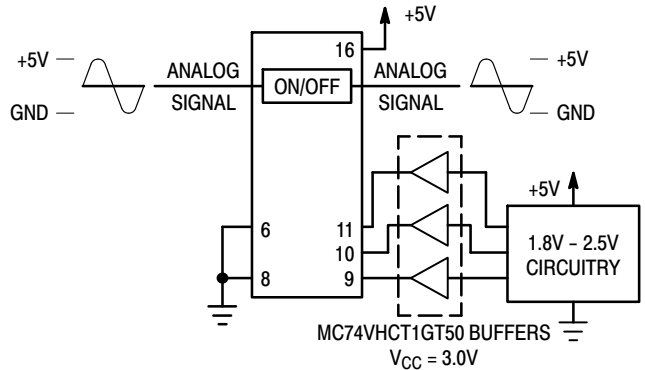 +5V
16
+5V
GND
ANALOG
SIGNAL
ON/OFF
ANALOG
SIGNAL
+5V
GND
6
8
11
10
9
+5V
1.8V – 2.5V
CIRCUITRY
MC74VHCT1GT50 BUFFERS
VCC = 3.0V